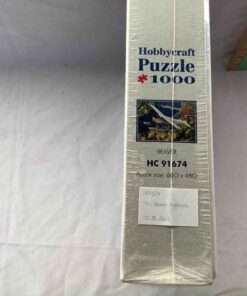 Hobbycraft
Puzzle
1000
BEAVER
HC 91674
Puzzle size: 680 x 480